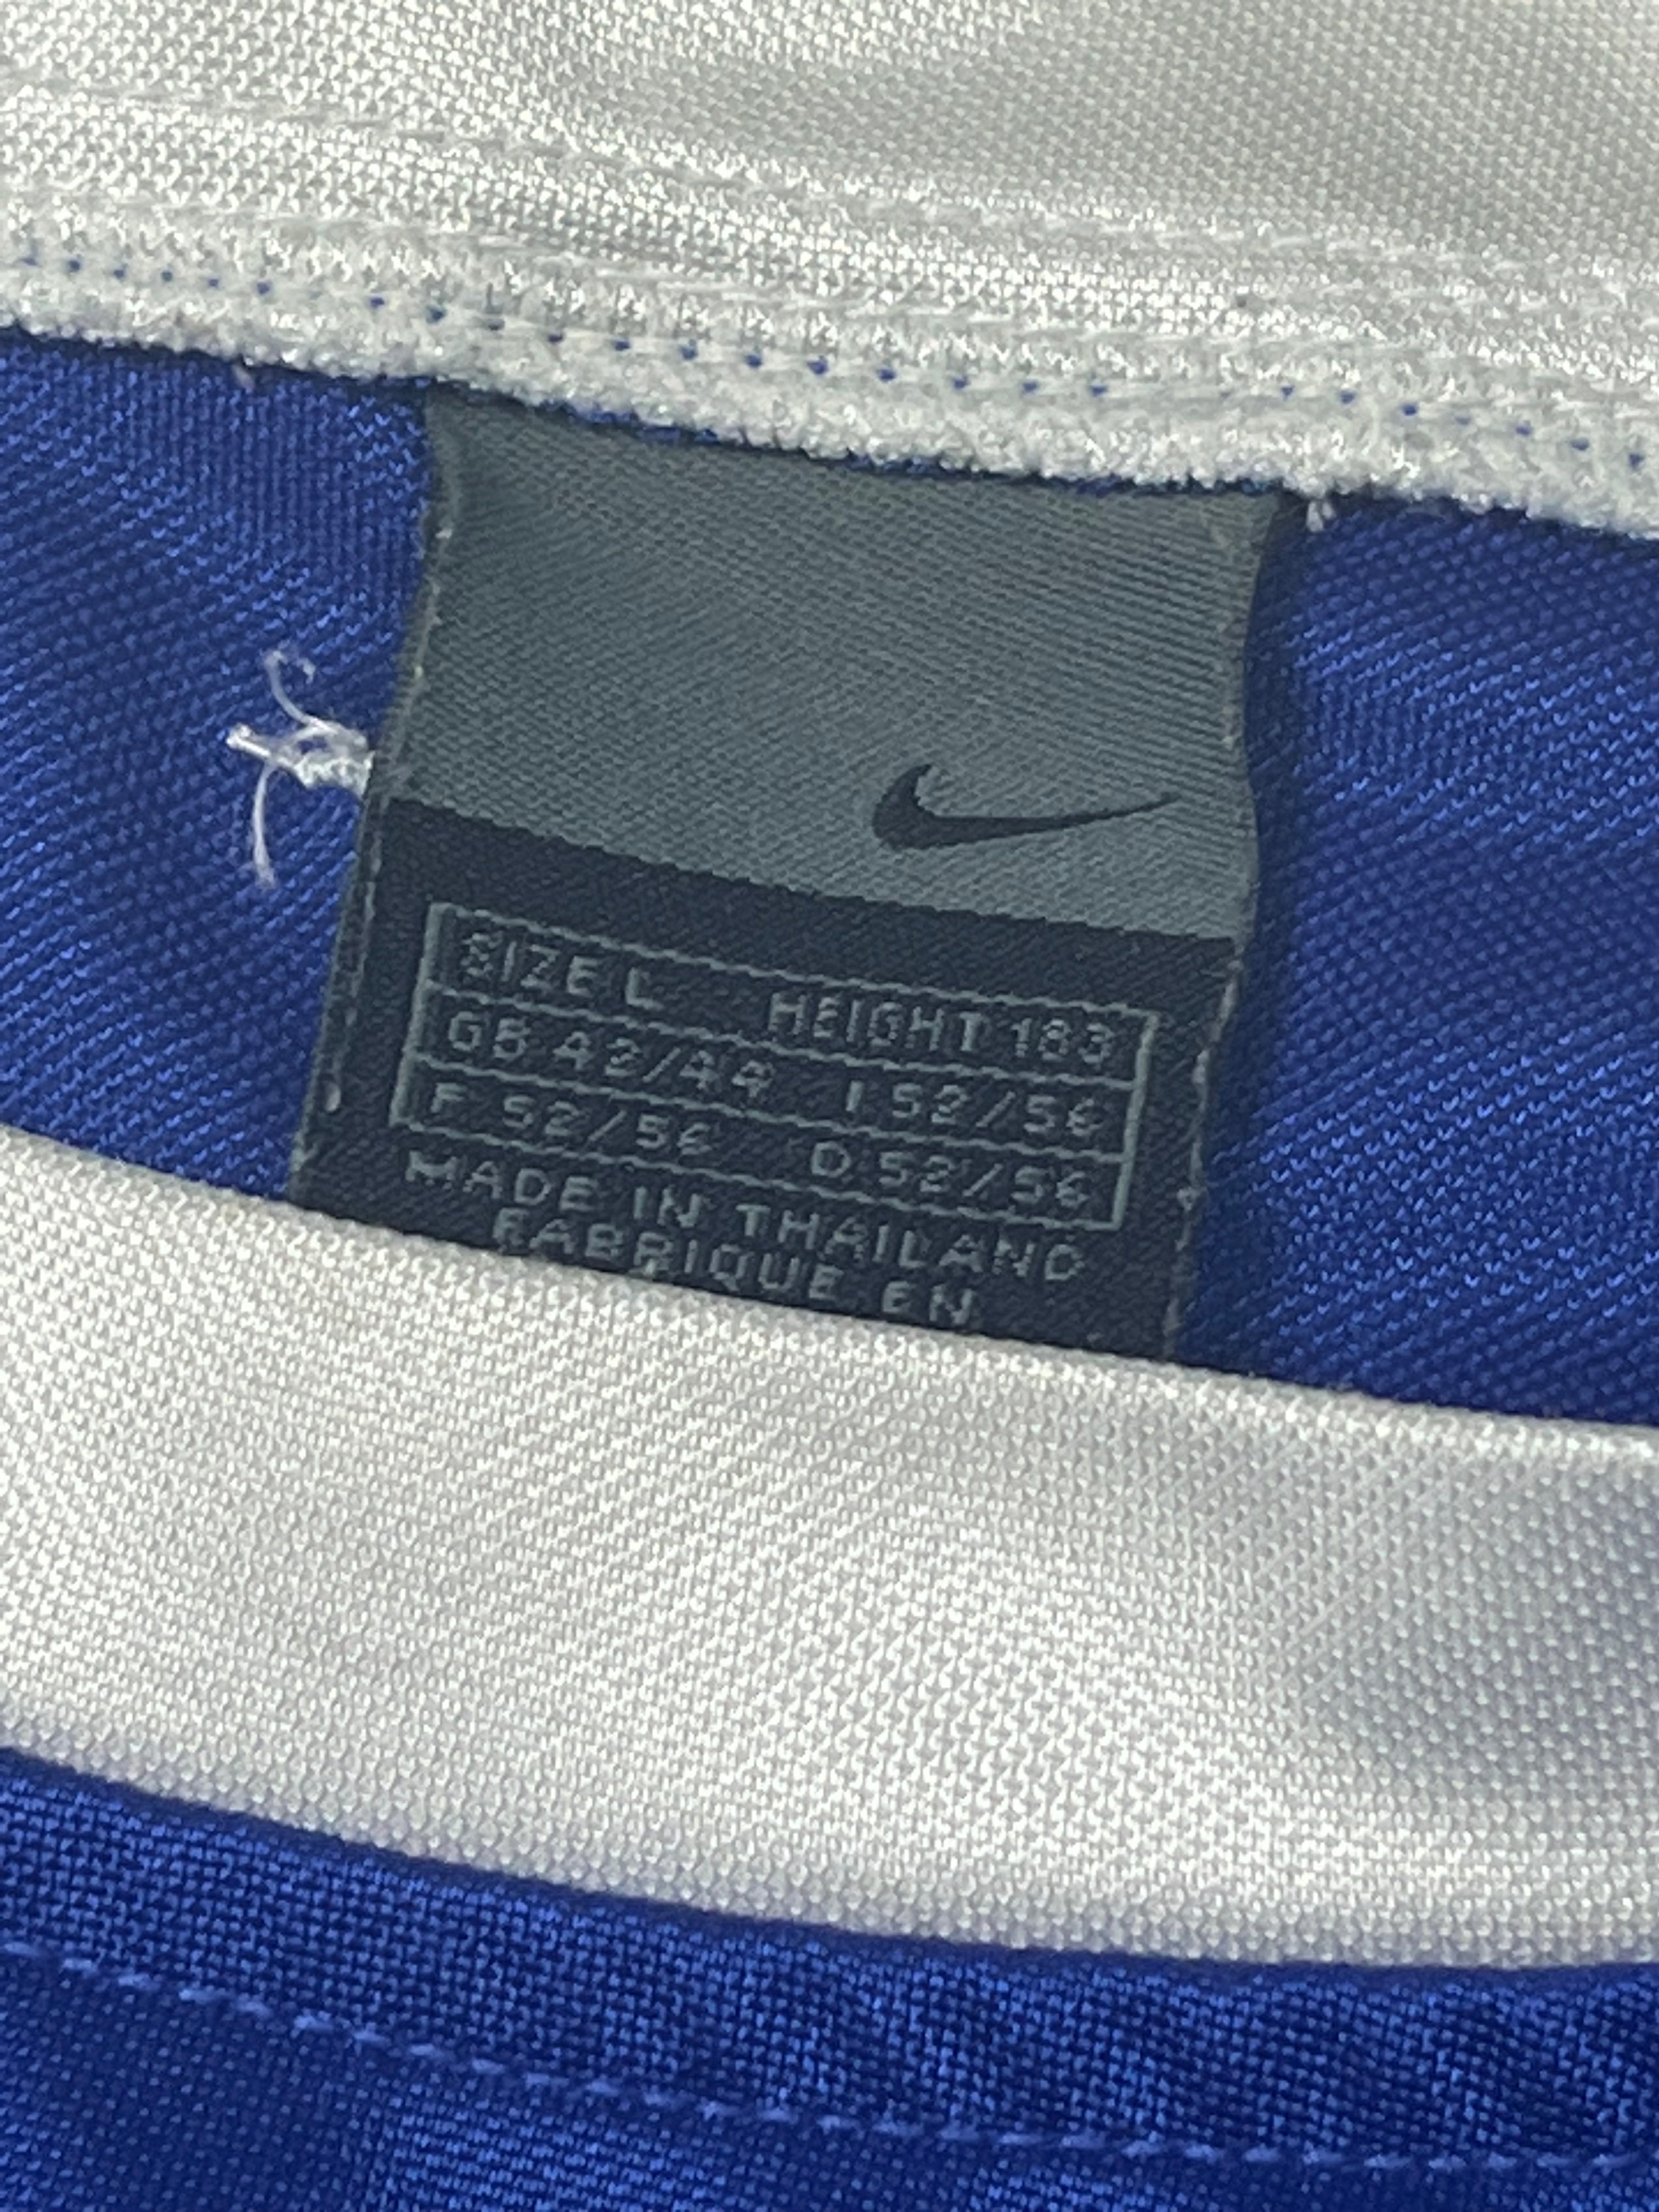 SIZE L HEIGHT 183
GB 42/44 I 52/56
F 52/56 D 52/56
MADE IN THAILAND
FABRIQUE EN